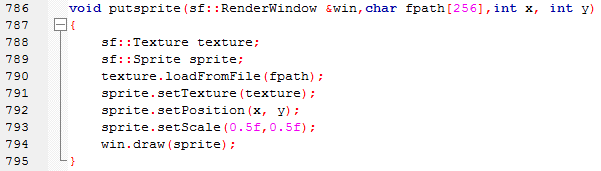 786 void putsprite(sf::RenderWindow &win,char fpath[256],int x, int y)
787 {
788 sf::Texture texture;
789 sf::Sprite sprite;
790 texture.loadFromFile(fpath);
791 sprite.setTexture(texture);
792 sprite.setPosition(x, y);
793 sprite.setScale(0.5f,0.5f);
794 win.draw(sprite);
795 }